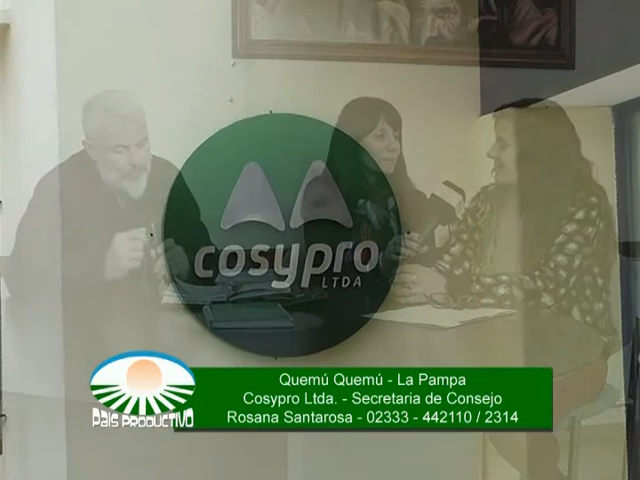 cosypro
LTDA
Quemú Quemú - La Pampa
Cosypro Ltda. - Secretaria de Consejo
Rosana Santarosa - 02333 - 442110 / 2314
PAIS PRODUCTIVO